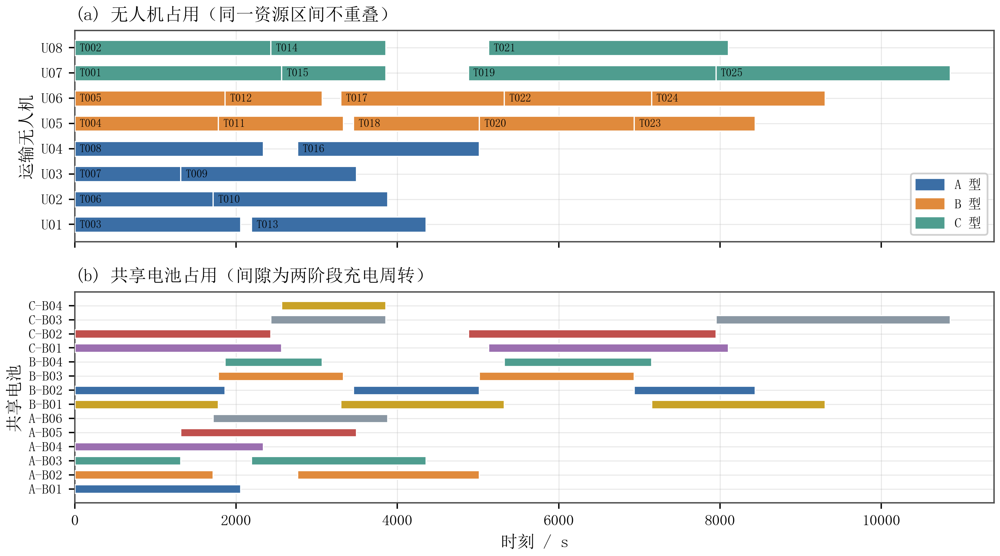 (a) 无人机占用（同一资源区间不重叠）
运输无人机
U08 T002 T014 T021
U07 T001 T015 T019 T025
U06 T005 T012 T017 T022 T024
U05 T004 T011 T018 T020 T023
U04 T008 T016
U03 T007 T009
U02 T006 T010
U01 T003 T013
A 型
B 型
C 型
(b) 共享电池占用（间隙为两阶段充电周转）
共享电池
C-B04
C-B03
C-B02
C-B01
B-B04
B-B03
B-B02
B-B01
A-B06
A-B05
A-B04
A-B03
A-B02
A-B01
0 2000 4000 6000 8000 10000
时刻 / s